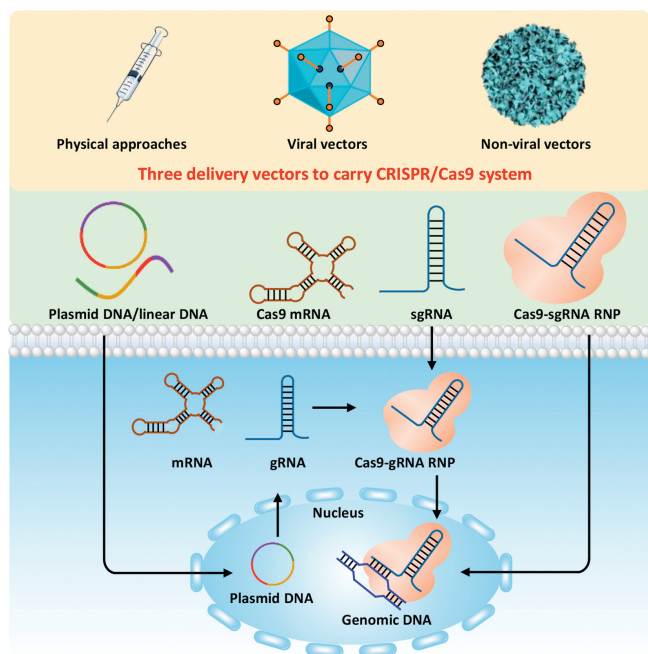 Physical approaches
Viral vectors
Non-viral vectors
Three delivery vectors to carry CRISPR/Cas9 system
Plasmid DNA/linear DNA
Cas9 mRNA
sgRNA
Cas9-sgRNA RNP
mRNA
gRNA
Cas9-gRNA RNP
Nucleus
Plasmid DNA
Genomic DNA